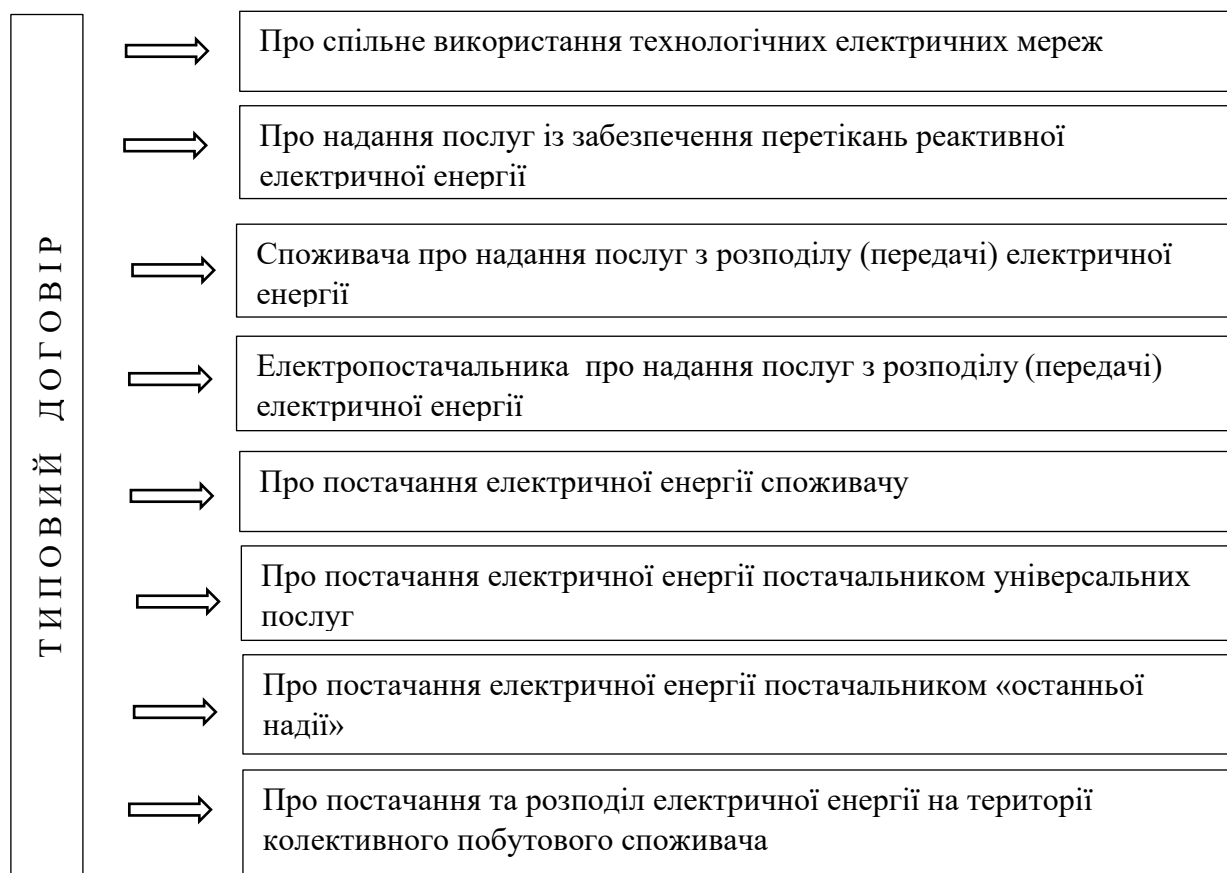 ТИПОВИЙ ДОГОВІР
Про спільне використання технологічних електричних мереж
Про надання послуг із забезпечення перетікань реактивної
електричної енергії
Споживача про надання послуг з розподілу (передачі) електричної
енергії
Електропостачальника про надання послуг з розподілу (передачі)
електричної енергії
Про постачання електричної енергії споживачу
Про постачання електричної енергії постачальником універсальних
послуг
Про постачання електричної енергії постачальником «останньої
надії»
Про постачання та розподіл електричної енергії на території
колективного побутового споживача